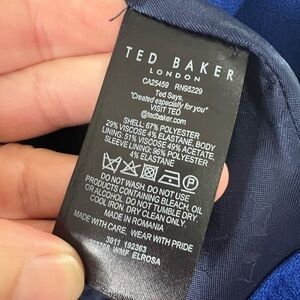 TED BAKER
LONDON
CA25459 RN95229
Ted Says,
"Created especially for you"
VISIT TED
@tedbaker.com
SHELL: 67% POLYESTER
29% VISCOSE 4% ELASTANE. BODY
LINING: 51% VISCOSE 49% ACETATE,
SLEEVE LINING: 96% POLYESTER
4% ELASTANE
DO NOT WASH. DO NOT USE
PRODUCTS CONTAINING BLEACH, OIL
OR ALCOHOL. DO NOT TUMBLE DRY.
COOL IRON. DRY CLEAN ONLY.
MADE WITH CARE. WEAR WITH PRIDE
MADE IN ROMANIA
3011 192363
WMF ELROSA